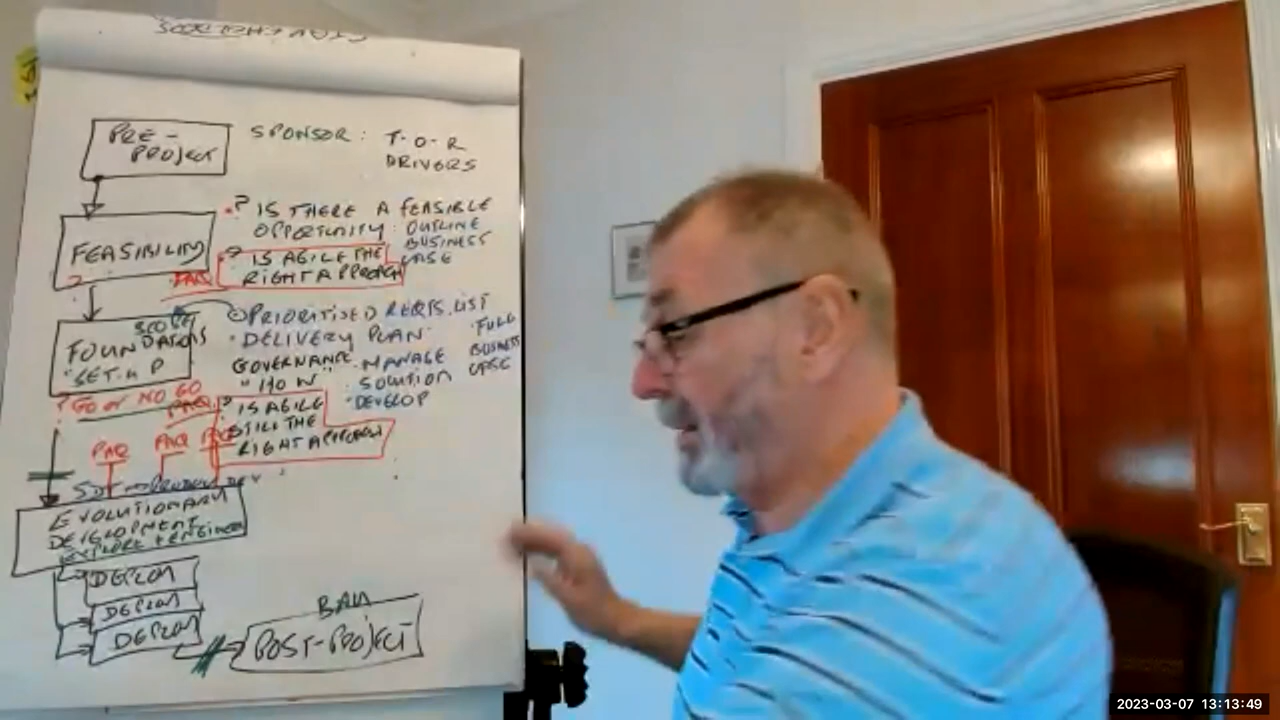 PRE-
PROJECT
SPONSOR: T.O.R
DRIVERS
FEASIBILITY
? IS THERE A FEASIBLE
OPPORTUNITY: OUTLINE
BUSINESS
CASE
? IS AGILE THE
RIGHT APPROACH
?
PAQ
FOUNDATIONS
"SET-UP
PRIORITISED REQTS. LIST
DELIVERY PLAN
GOVERNANCE
"HOW"
MANAGE
SOLUTION
DEVELOP
FULL
BUSINESS
CASE
? GO OR NO GO
PAQ
? IS AGILE
STILL THE
RIGHT APPROACH
PAQ PAQ PAQ
EVOLUTIONARY
DEVELOPMENT
EXPLORE + ENGINEER
DEPLOY
DEPLOY
DEPLOY
BAU
POST-PROJECT
2023-03-07 13:13:49